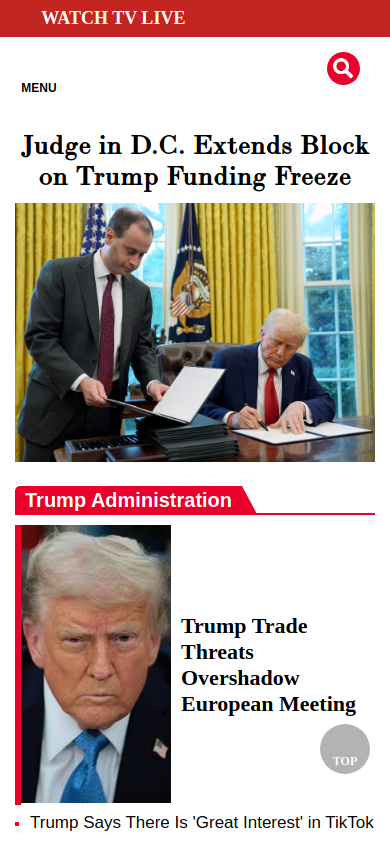 WATCH TV LIVE
MENU
Judge in D.C. Extends Block
on Trump Funding Freeze
Trump Administration
Trump Trade
Threats
Overshadow
European Meeting
TOP
Trump Says There Is 'Great Interest' in TikTok